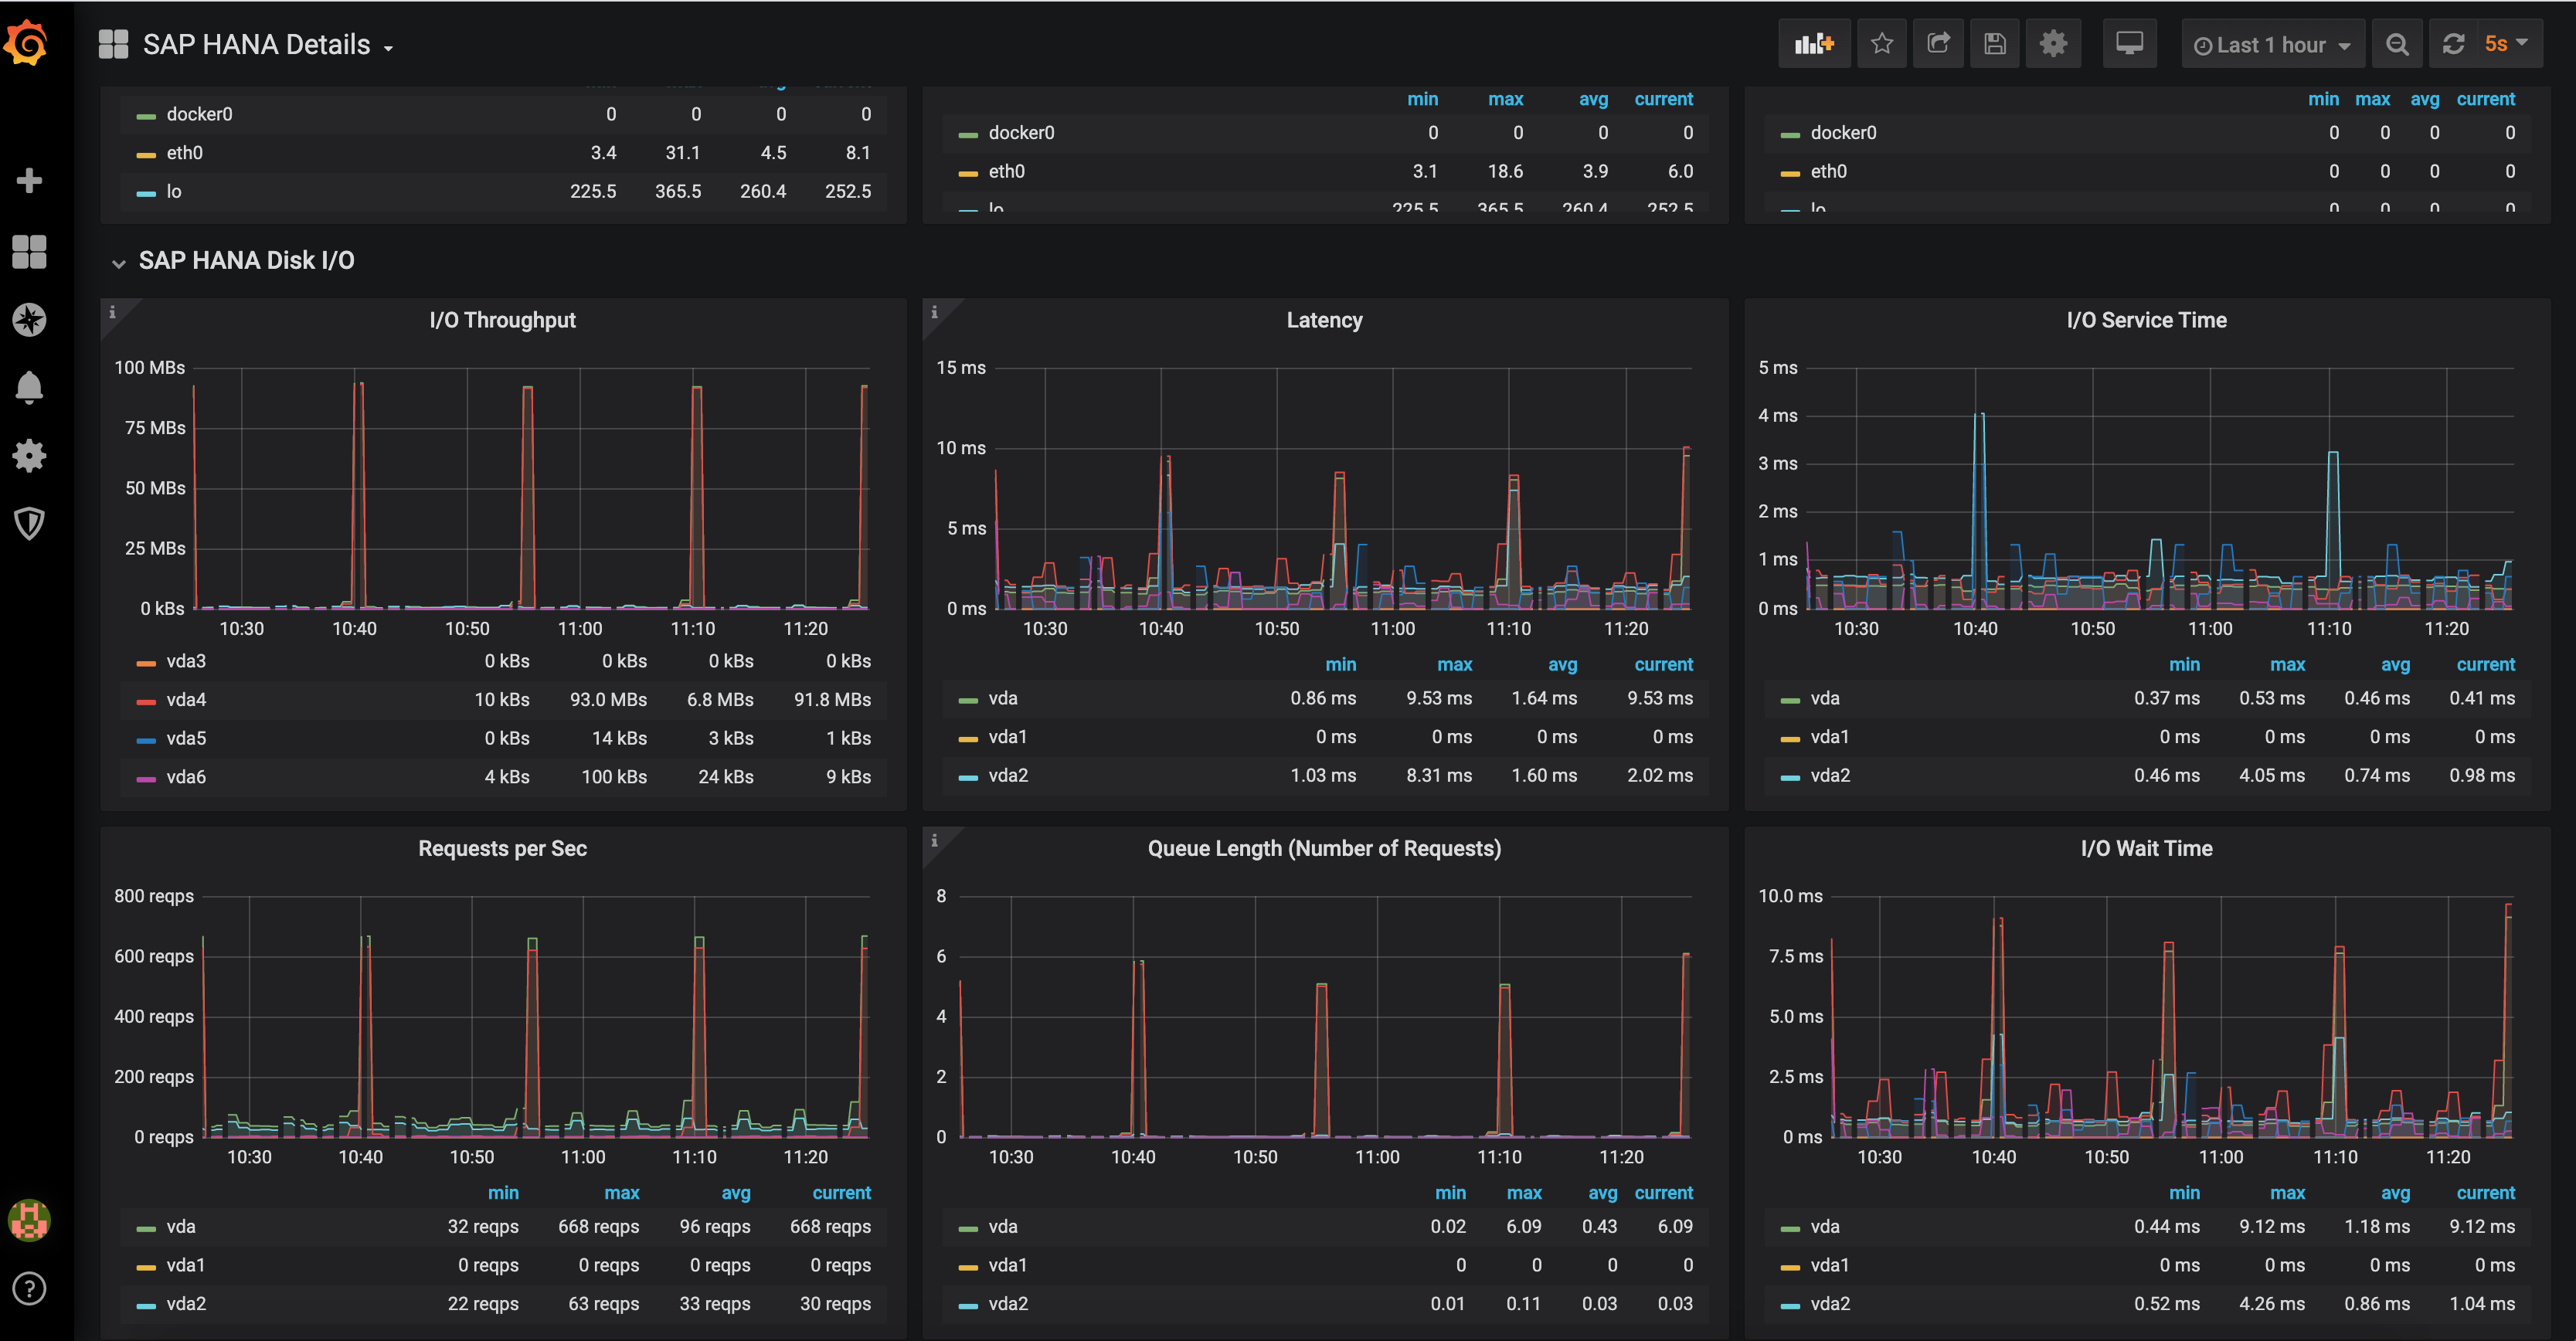 SAP HANA Details
Last 1 hour 5s
docker0 0 0 0 0
eth0 3.4 31.1 4.5 8.1
lo 225.5 365.5 260.4 252.5
min max avg current
docker0 0 0 0 0
eth0 3.1 18.6 3.9 6.0
lo 225.5 365.5 260.4 252.5
min max avg current
docker0 0 0 0 0
eth0 0 0 0 0
lo 0 0 0 0
SAP HANA Disk I/O
I/O Throughput
100 MBs
75 MBs
50 MBs
25 MBs
0 kBs
10:30 10:40 10:50 11:00 11:10 11:20
vda3 0 kBs 0 kBs 0 kBs 0 kBs
vda4 10 kBs 93.0 MBs 6.8 MBs 91.8 MBs
vda5 0 kBs 14 kBs 3 kBs 1 kBs
vda6 4 kBs 100 kBs 24 kBs 9 kBs
Latency
15 ms
10 ms
5 ms
0 ms
10:30 10:40 10:50 11:00 11:10 11:20
min max avg current
vda 0.86 ms 9.53 ms 1.64 ms 9.53 ms
vda1 0 ms 0 ms 0 ms 0 ms
vda2 1.03 ms 8.31 ms 1.60 ms 2.02 ms
I/O Service Time
5 ms
4 ms
3 ms
2 ms
1 ms
0 ms
10:30 10:40 10:50 11:00 11:10 11:20
min max avg current
vda 0.37 ms 0.53 ms 0.46 ms 0.41 ms
vda1 0 ms 0 ms 0 ms 0 ms
vda2 0.46 ms 4.05 ms 0.74 ms 0.98 ms
Requests per Sec
800 reqps
600 reqps
400 reqps
200 reqps
0 reqps
10:30 10:40 10:50 11:00 11:10 11:20
min max avg current
vda 32 reqps 668 reqps 96 reqps 668 reqps
vda1 0 reqps 0 reqps 0 reqps 0 reqps
vda2 22 reqps 63 reqps 33 reqps 30 reqps
Queue Length (Number of Requests)
8
6
4
2
0
10:30 10:40 10:50 11:00 11:10 11:20
min max avg current
vda 0.02 6.09 0.43 6.09
vda1 0 0 0 0
vda2 0.01 0.11 0.03 0.03
I/O Wait Time
10.0 ms
7.5 ms
5.0 ms
2.5 ms
0 ms
10:30 10:40 10:50 11:00 11:10 11:20
min max avg current
vda 0.44 ms 9.12 ms 1.18 ms 9.12 ms
vda1 0 ms 0 ms 0 ms 0 ms
vda2 0.52 ms 4.26 ms 0.86 ms 1.04 ms